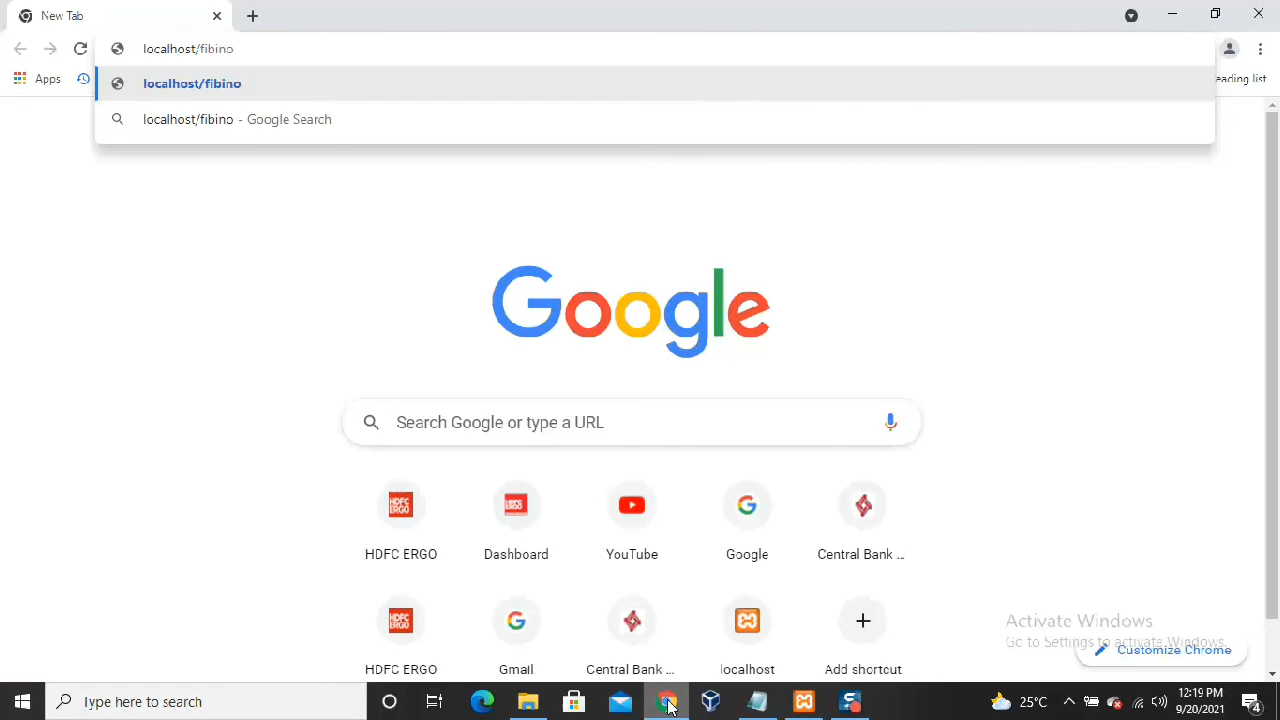 New Tab
localhost/fibino
Apps
eading list
localhost/fibino
localhost/fibino - Google Search
Google
Search Google or type a URL
HDFC ERGO
Dashboard
YouTube
Google
Central Bank ...
HDFC ERGO
Gmail
Central Bank ...
localhost
Add shortcut
Activate Windows
Go to Settings to activate Windows.
Customize Chrome
Type here to search
25°C
12:19 PM
9/20/2021
4